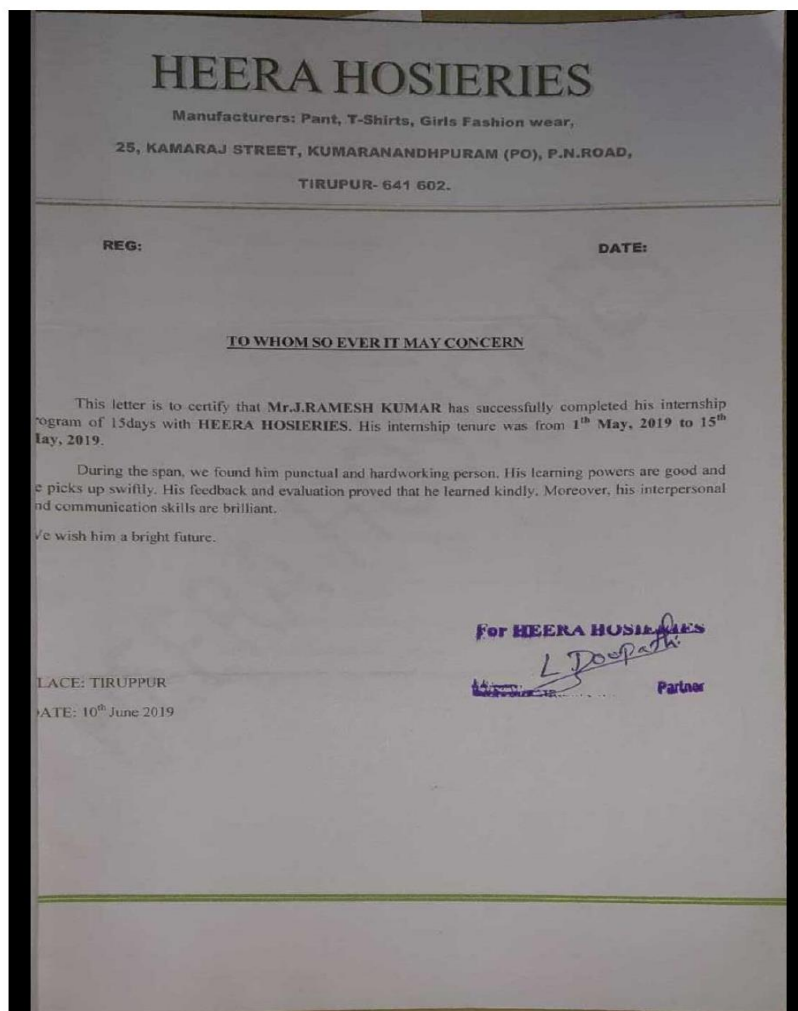 HEERA HOSIERIES
Manufacturers: Pant, T-Shirts, Girls Fashion wear,
25, KAMARAJ STREET, KUMARANANDHPURAM (PO), P.N.ROAD,
TIRUPUR- 641 602.
REG: DATE:
TO WHOM SO EVER IT MAY CONCERN
This letter is to certify that Mr.J.RAMESH KUMAR has successfully completed his internship
rogram of 15days with HEERA HOSIERIES. His internship tenure was from 1th May, 2019 to 15th
lay, 2019.
During the span, we found him punctual and hardworking person. His learning powers are good and
e picks up swiftly. His feedback and evaluation proved that he learned kindly. Moreover, his interpersonal
nd communication skills are brilliant.
Ve wish him a bright future.
For HEERA HOSIERIES
Partner
LACE: TIRUPPUR
ATE: 10th June 2019